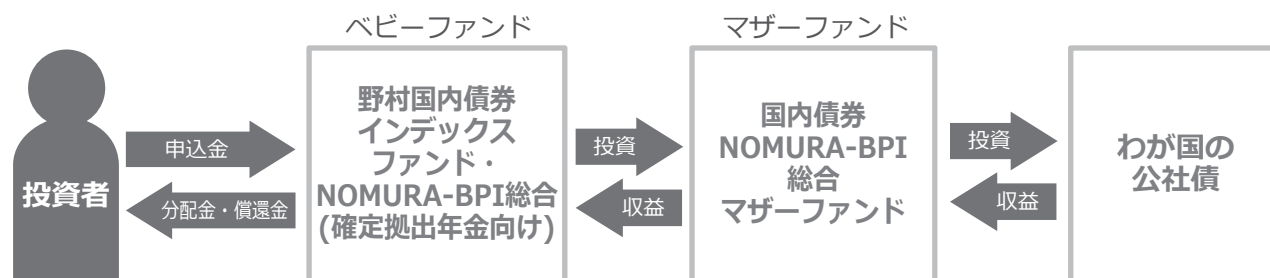 ベビーファンド
マザーファンド
投資者
申込金
分配金・償還金
野村国内債券
インデックス
ファンド・
NOMURA-BPI総合
(確定拠出年金向け)
投資
収益
国内債券
NOMURA-BPI
総合
マザーファンド
投資
収益
わが国の
公社債